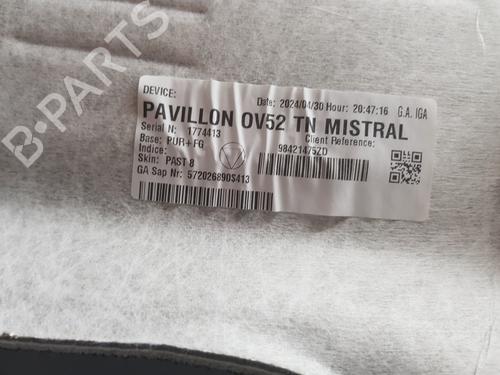 DEVICE:
Date: 2024/04/30 Hour: 20:47:16 G.A. IGA
PAVILLON OV52 TN MISTRAL
Serial N: 1774413
Client Reference:
Base: PUR+FG
98421475ZD
Indice:
Skin: PAST 8
GA Sap Nr: 572026890S413
B-PARTS